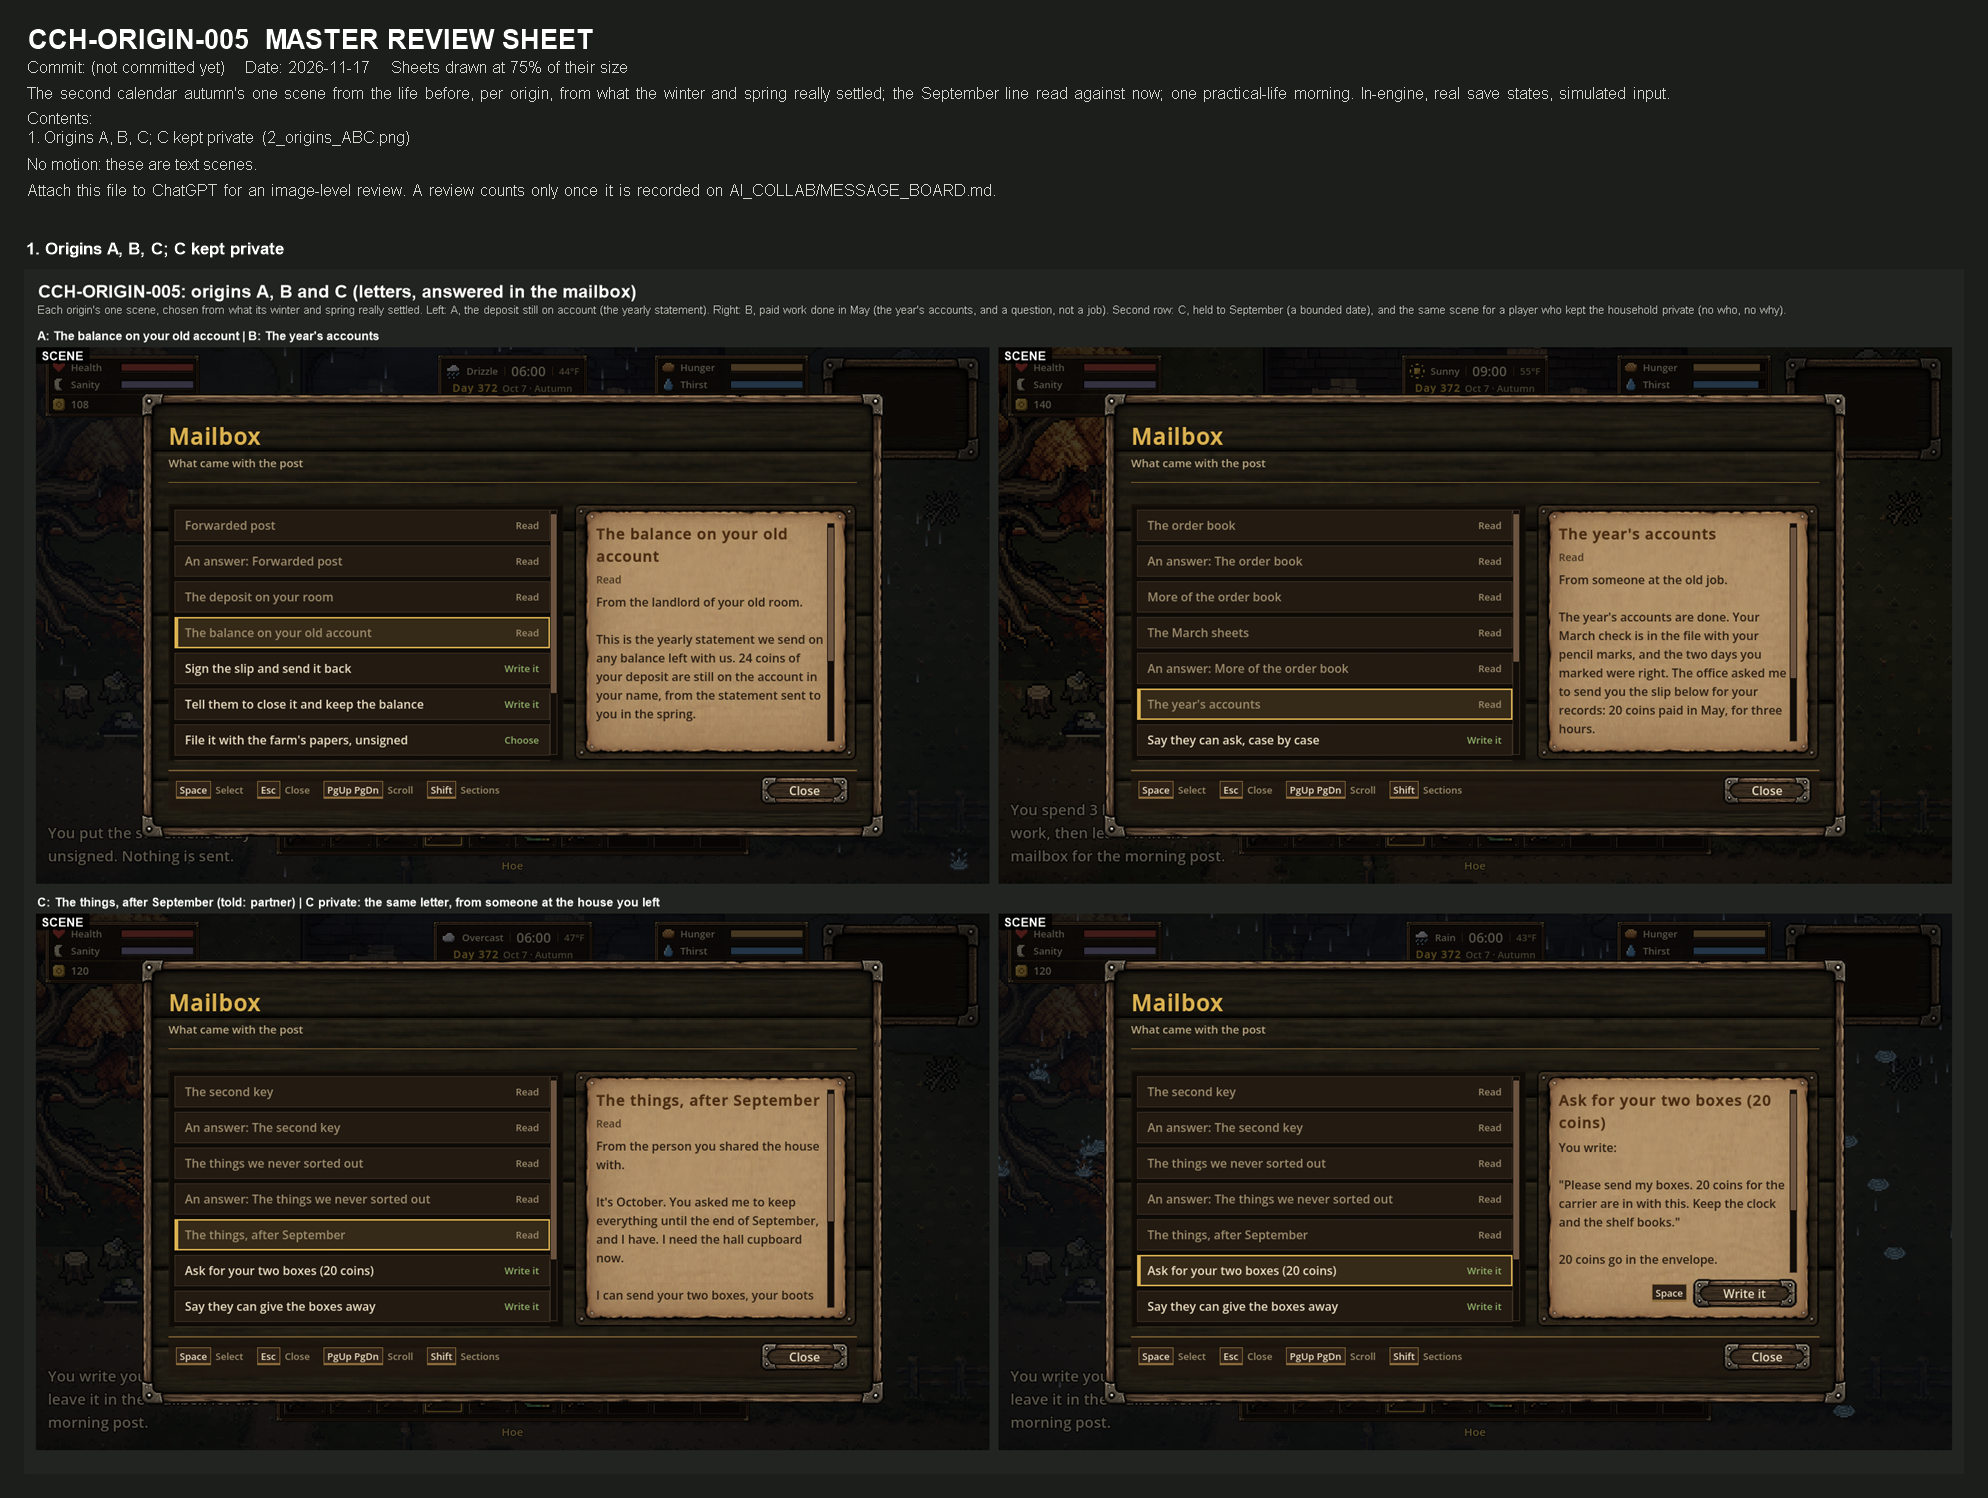 CCH-ORIGIN-005 MASTER REVIEW SHEET
Commit: (not committed yet) Date: 2026-11-17 Sheets drawn at 75% of their size
The second calendar autumn's one scene from the life before, per origin, from what the winter and spring really settled; the September line read against now; one practical-life morning. In-engine, real save states, simulated input.
Contents:
1. Origins A, B, C; C kept private (2_origins_ABC.png)
No motion: these are text scenes.
Attach this file to ChatGPT for an image-level review. A review counts only once it is recorded on AI_COLLAB/MESSAGE_BOARD.md.
1. Origins A, B, C; C kept private
CCH-ORIGIN-005: origins A, B and C (letters, answered in the mailbox)
Each origin's one scene, chosen from what its winter and spring really settled. Left: A, the deposit still on account (the yearly statement). Right: B, paid work done in May (the year's accounts, and a question, not a job). Second row: C, held to September (a bounded date), and the same scene for a player who kept the household private (no who, no why).
A: The balance on your old account | B: The year's accounts
SCENE
Health
Sanity
108
Drizzle 06:00 44°F
Day 372 Oct 7 · Autumn
Hunger
Thirst
Mailbox
What came with the post
Forwarded post Read
An answer: Forwarded post Read
The deposit on your room Read
The balance on your old account Read
Sign the slip and send it back Write it
Tell them to close it and keep the balance Write it
File it with the farm's papers, unsigned Choose
The balance on your old
account
Read
From the landlord of your old room.
This is the yearly statement we send on
any balance left with us. 24 coins of
your deposit are still on the account in
your name, from the statement sent to
you in the spring.
Space Select Esc Close PgUp PgDn Scroll Shift Sections
Close
You put the
unsigned. Nothing is sent.
Hoe
SCENE
Health
Sanity
140
Sunny 09:00 55°F
Day 372 Oct 7 · Autumn
Hunger
Thirst
Mailbox
What came with the post
The order book Read
An answer: The order book Read
More of the order book Read
The March sheets Read
An answer: More of the order book Read
The year's accounts Read
Say they can ask, case by case Write it
The year's accounts
Read
From someone at the old job.
The year's accounts are done. Your
March check is in the file with your
pencil marks, and the two days you
marked were right. The office asked me
to send you the slip below for your
records: 20 coins paid in May, for three
hours.
Space Select Esc Close PgUp PgDn Scroll Shift Sections
Close
You spend 3
work, then
mailbox for the morning post.
Hoe
C: The things, after September (told: partner) | C private: the same letter, from someone at the house you left
SCENE
Health
Sanity
120
Overcast 06:00 47°F
Day 372 Oct 7 · Autumn
Hunger
Thirst
Mailbox
What came with the post
The second key Read
An answer: The second key Read
The things we never sorted out Read
An answer: The things we never sorted out Read
The things, after September Read
Ask for your two boxes (20 coins) Write it
Say they can give the boxes away Write it
The things, after September
Read
From the person you shared the house
with.
It's October. You asked me to keep
everything until the end of September,
and I have. I need the hall cupboard
now.
I can send your two boxes, your boots
Space Select Esc Close PgUp PgDn Scroll Shift Sections
Close
You write
leave it in the
morning post.
Hoe
SCENE
Health
Sanity
120
Rain 06:00 43°F
Day 372 Oct 7 · Autumn
Hunger
Thirst
Mailbox
What came with the post
The second key Read
An answer: The second key Read
The things we never sorted out Read
An answer: The things we never sorted out Read
The things, after September Read
Ask for your two boxes (20 coins) Write it
Say they can give the boxes away Write it
Ask for your two boxes (20
coins)
You write:
"Please send my boxes. 20 coins for the
carrier are in with this. Keep the clock
and the shelf books."
20 coins go in the envelope.
Space Write it
Space Select Esc Close PgUp PgDn Scroll Shift Sections
Close
You write
leave it in the
morning post.
Hoe